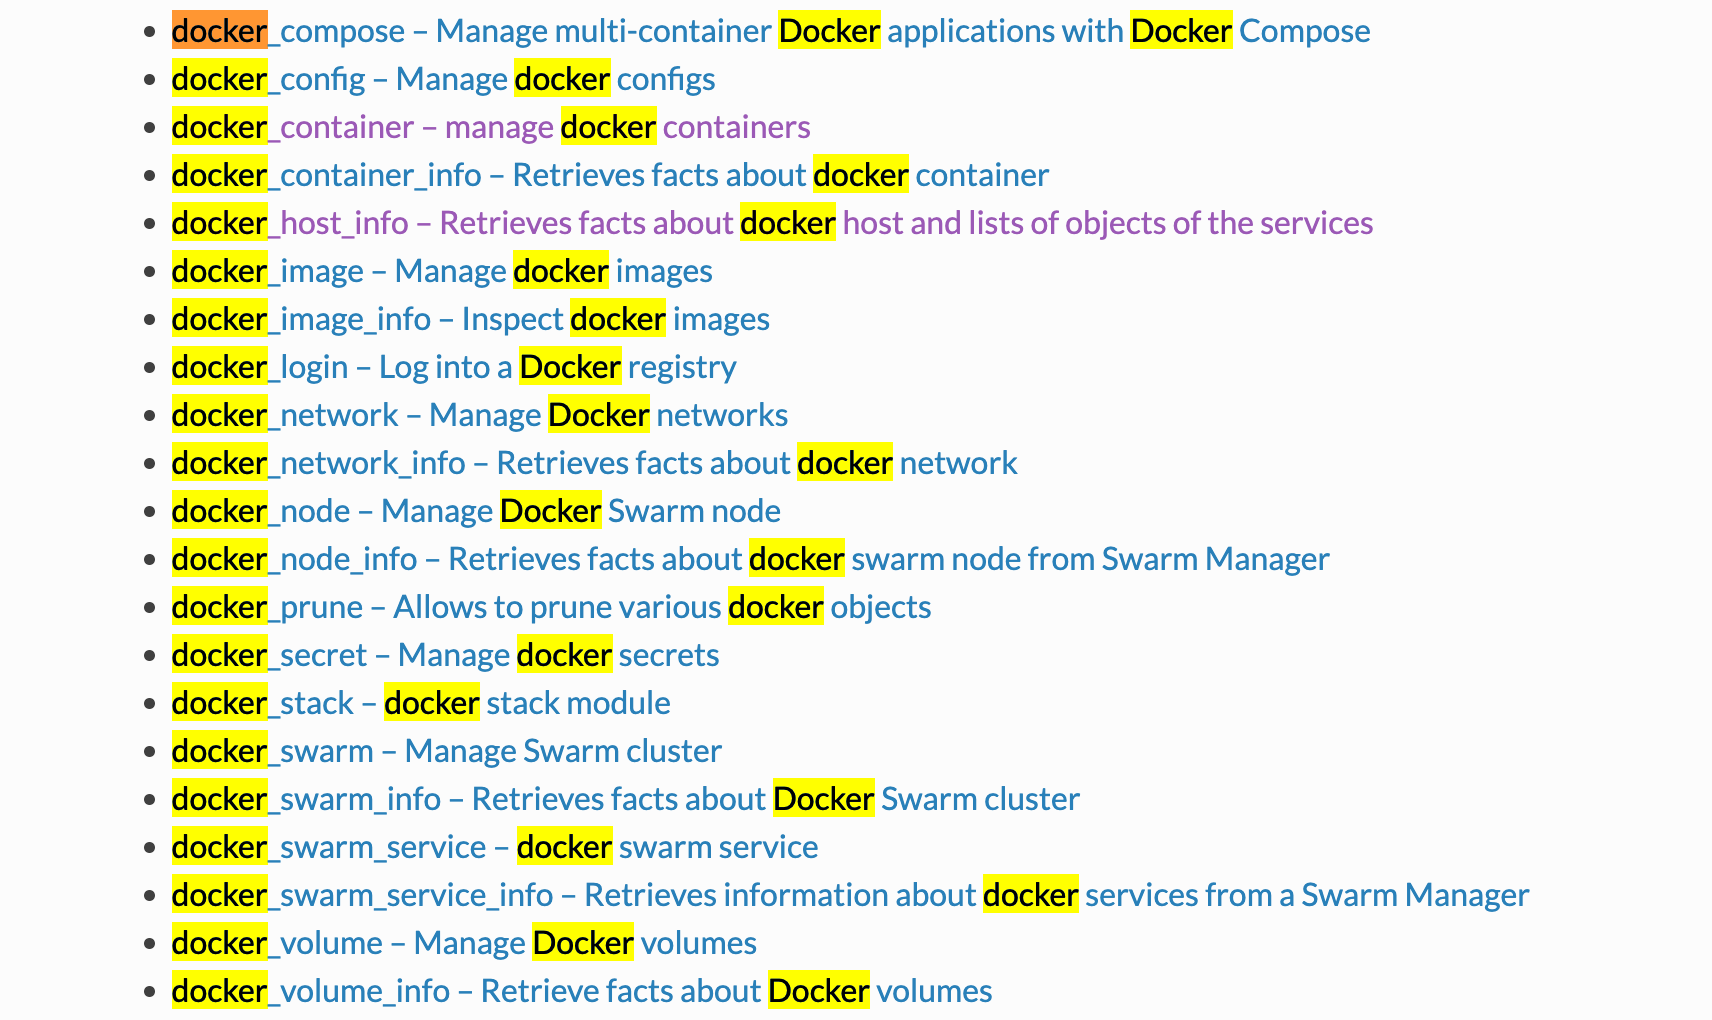 docker_compose – Manage multi-container Docker applications with Docker Compose
docker_config – Manage docker configs
docker_container – manage docker containers
docker_container_info – Retrieves facts about docker container
docker_host_info – Retrieves facts about docker host and lists of objects of the services
docker_image – Manage docker images
docker_image_info – Inspect docker images
docker_login – Log into a Docker registry
docker_network – Manage Docker networks
docker_network_info – Retrieves facts about docker network
docker_node – Manage Docker Swarm node
docker_node_info – Retrieves facts about docker swarm node from Swarm Manager
docker_prune – Allows to prune various docker objects
docker_secret – Manage docker secrets
docker_stack – docker stack module
docker_swarm – Manage Swarm cluster
docker_swarm_info – Retrieves facts about Docker Swarm cluster
docker_swarm_service – docker swarm service
docker_swarm_service_info – Retrieves information about docker services from a Swarm Manager
docker_volume – Manage Docker volumes
docker_volume_info – Retrieve facts about Docker volumes